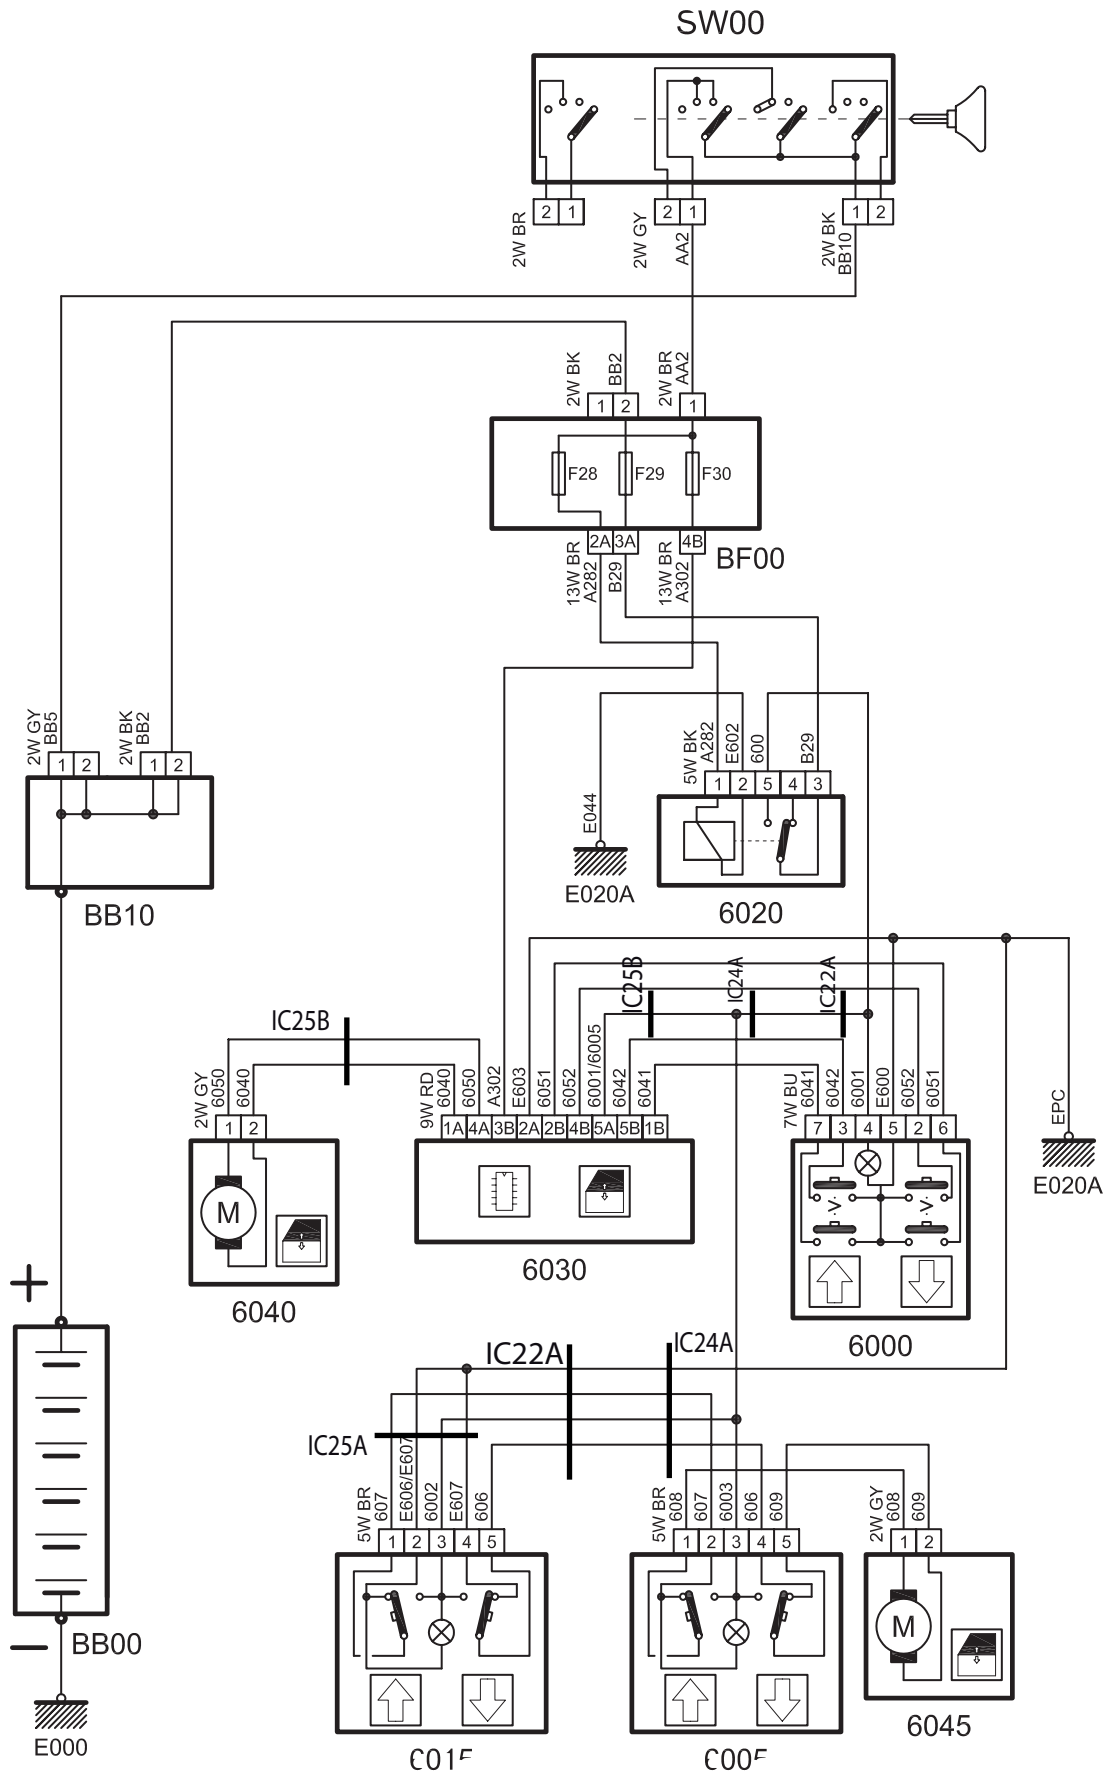 SW00
2 1
2 1
1 2
2W BR
2W GY
AA2
2W BK
BB10
2W BK
BB2
2W BR
AA2
1 2
1
F28
F29
F30
2A 3A
4B
BF00
13W BR
A282
B29
13W BR
A302
2W GY
BB5
2W BK
BB2
1 2
1 2
BB10
5W BK
A282
E602
600
B29
1 2 5 4 3
E044
E020A
6020
IC25B
IC24A
IC22A
IC25B
2W GY
6050
6040
1 2
M
6040
9W RD
6040
6050
A302
E603
6051
6052
6001/6005
6042
6041
1A 4A 3B 2A 2B 4B 5A 5B 1B
6030
7W BU
6041
6042
6001
E600
6052
6051
7 3 4 5 2 6
6000
EPC
E020A
+
−
BB00
E000
IC22A
IC24A
IC25A
5W BR
607
E606/E607
6002
E607
606
1 2 3 4 5
5W BR
608
607
6003
606
609
1 2 3 4 5
2W GY
608
609
1 2
M
6045